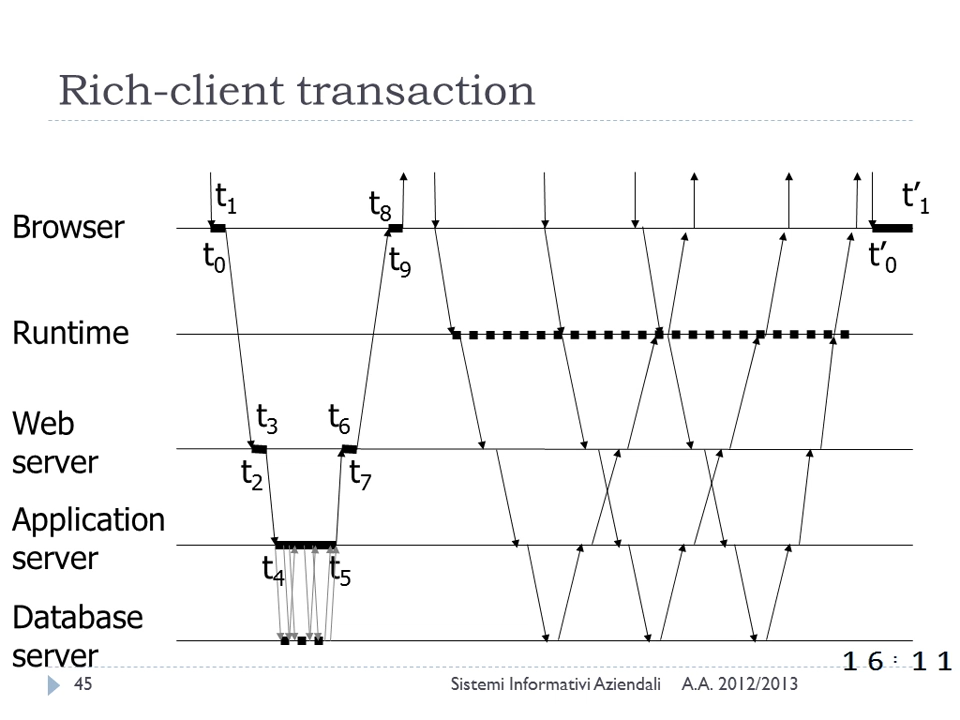 Rich-client transaction
t1
t8
t'1
Browser
t0
t9
t'0
Runtime
t3
t6
Web
server
t2
t7
Application
server
t4
t5
Database
server
16:11
45
Sistemi Informativi Aziendali A.A. 2012/2013